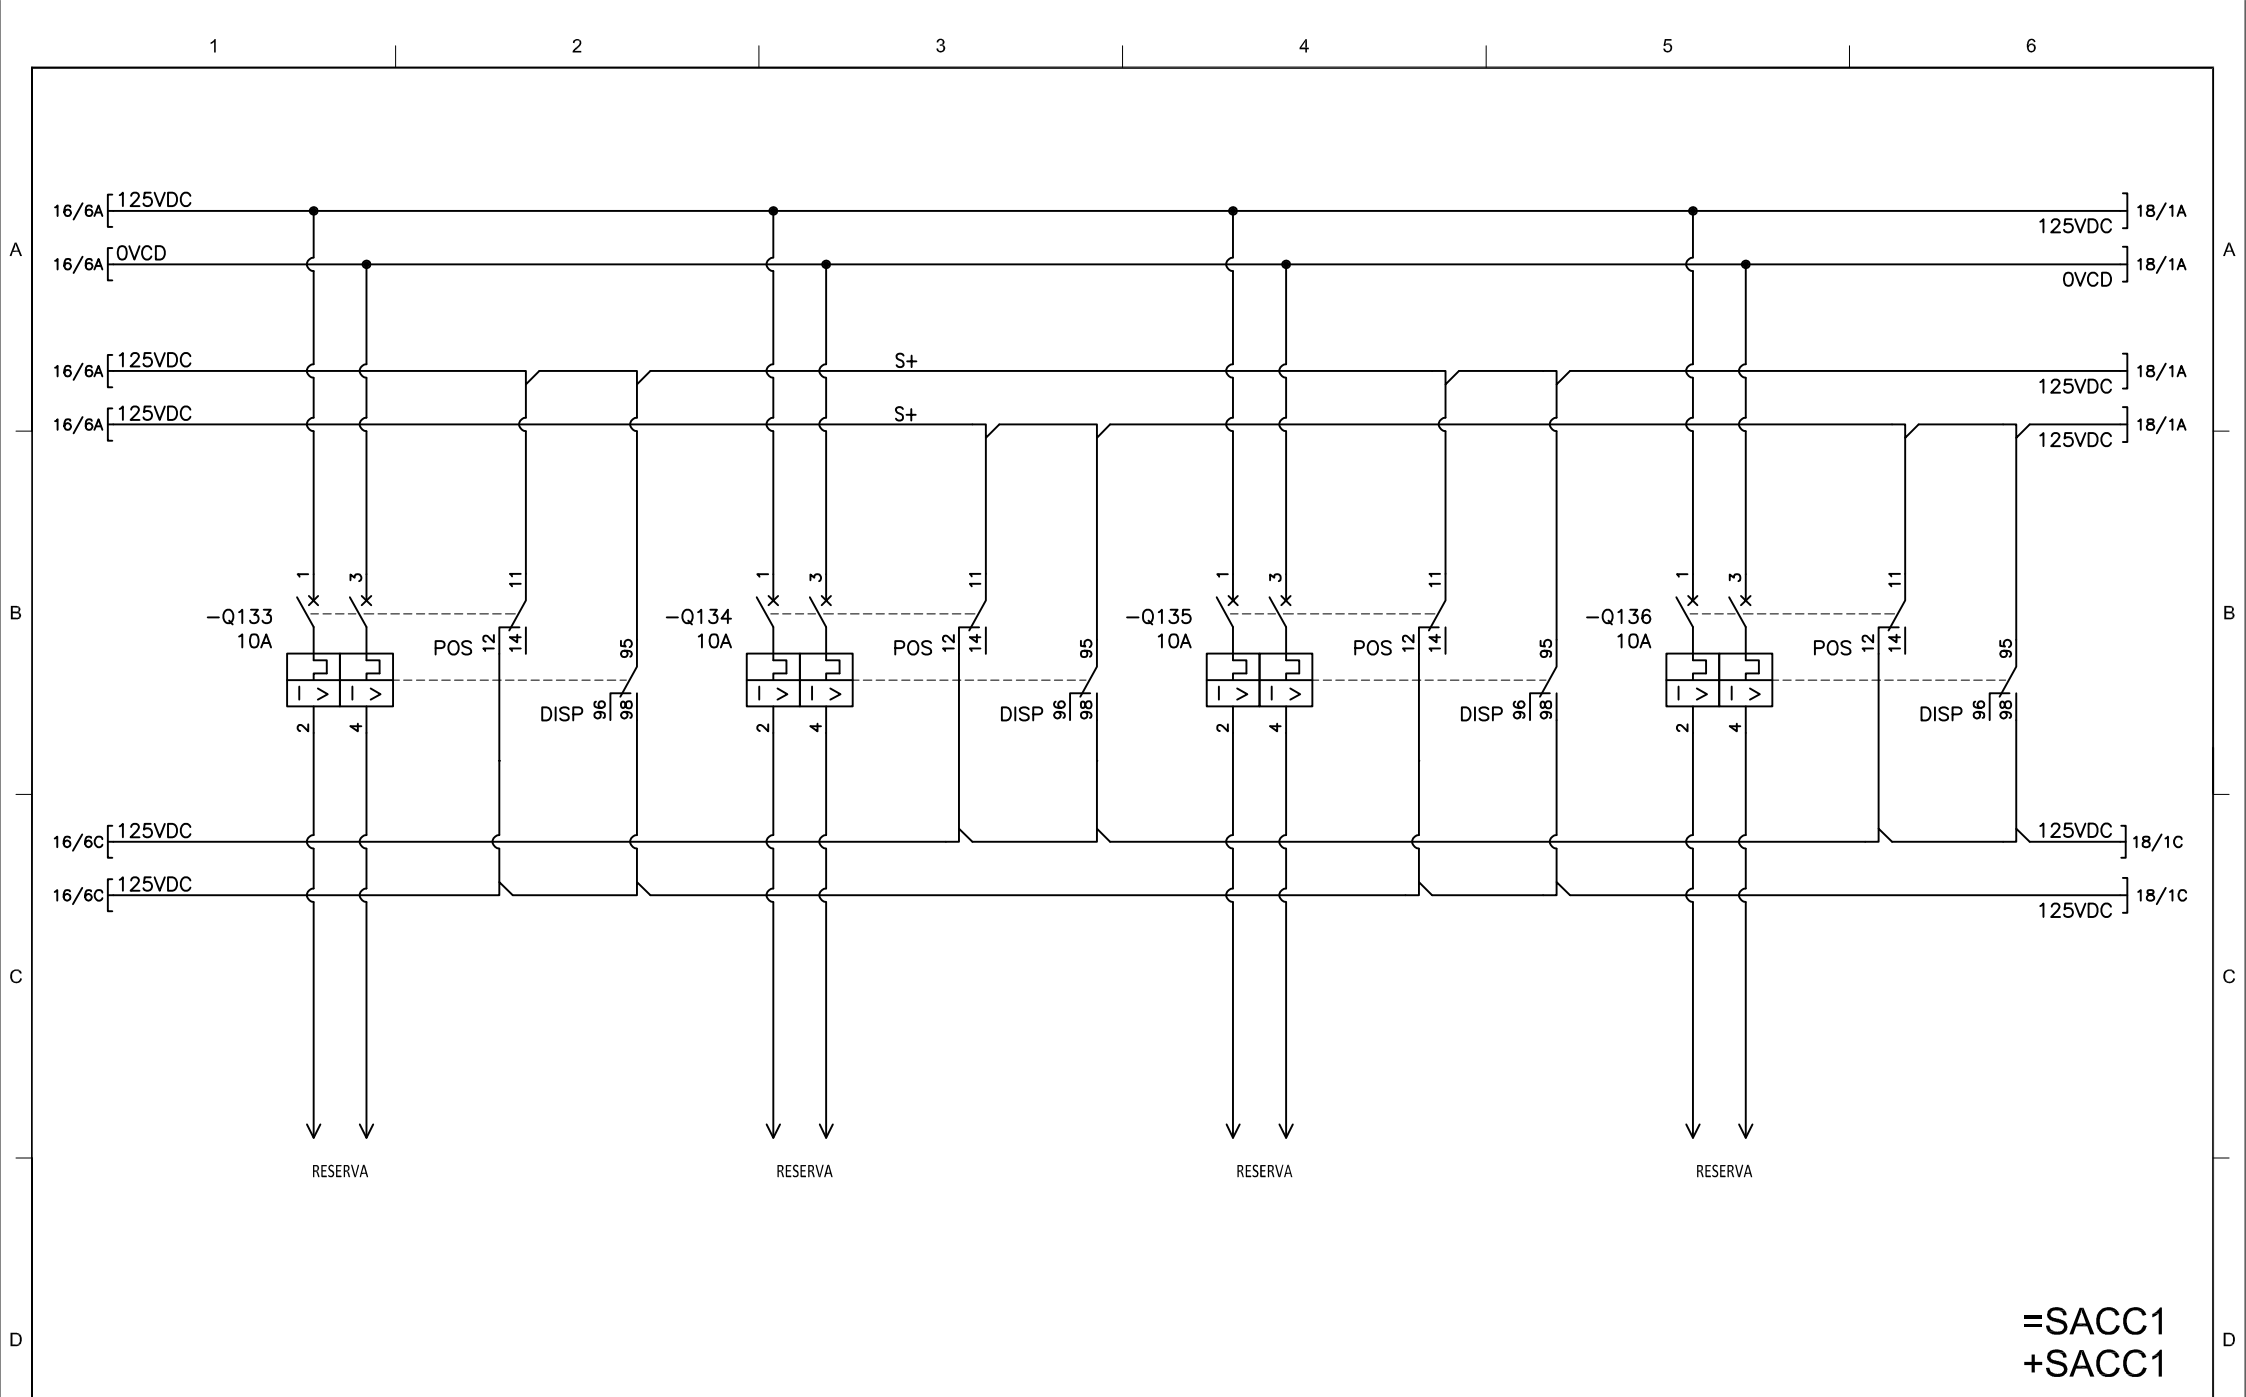 1 2 3 4 5 6
16/6A 125VDC 125VDC 18/1A
A 16/6A 0VCD 0VCD 18/1A A
16/6A 125VDC S+ 125VDC 18/1A
16/6A 125VDC S+ 125VDC 18/1A
1 3 11 1 3 11 1 3 11 1 3 11
B -Q133 -Q134 -Q135 -Q136 B
10A POS 12 14 95 10A POS 12 14 95 10A POS 12 14 95 10A POS 12 14 95
I > I > I > I > I > I > I > I >
2 4 DISP 96 98 2 4 DISP 96 98 2 4 DISP 96 98 2 4 DISP 96 98
16/6C 125VDC 125VDC 18/1C
16/6C 125VDC 125VDC 18/1C
C C
RESERVA RESERVA RESERVA RESERVA
=SACC1
D D
+SACC1